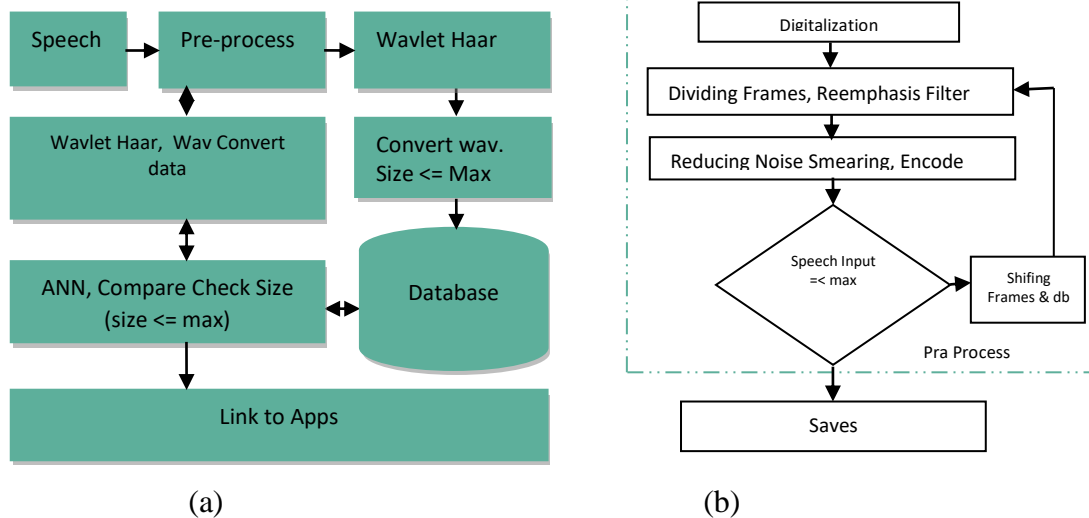 Speech
Pre-process
Wavlet Haar
Wavlet Haar, Wav Convert
data
Convert wav.
Size <= Max
ANN, Compare Check Size
(size <= max)
Database
Link to Apps
(a)
Digitalization
Dividing Frames, Reemphasis Filter
Reducing Noise Smearing, Encode
Speech Input
=< max
Shifing
Frames & db
Pra Process
Saves
(b)